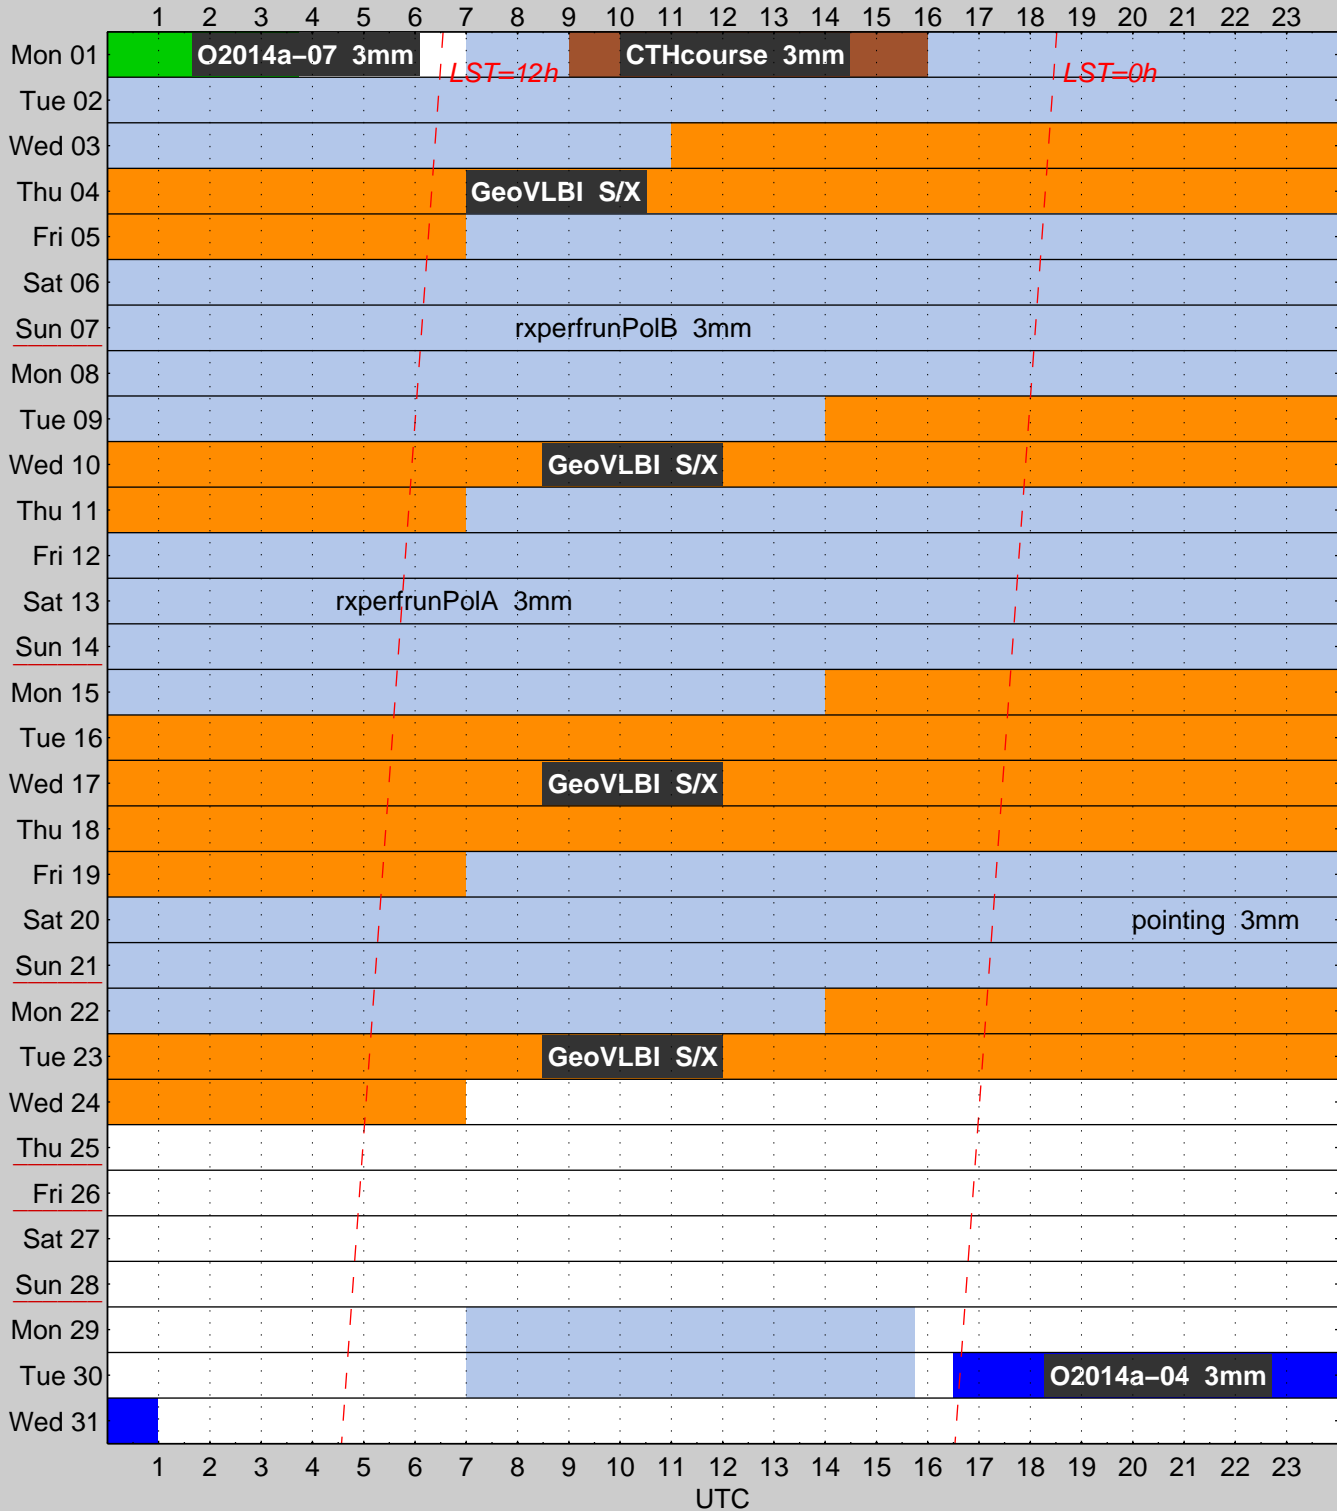 1 2 3 4 5 6 7 8 9 10 11 12 13 14 15 16 17 18 19 20 21 22 23
Mon 01 O2014a−07 3mm CTHcourse 3mm
LST=12h LST=0h
Tue 02
Wed 03
Thu 04 GeoVLBI S/X
Fri 05
Sat 06
Sun 07 rxperfrunPolB 3mm
Mon 08
Tue 09
Wed 10 GeoVLBI S/X
Thu 11
Fri 12
Sat 13 rxperfrunPolA 3mm
Sun 14
Mon 15
Tue 16
Wed 17 GeoVLBI S/X
Thu 18
Fri 19
Sat 20 pointing 3mm
Sun 21
Mon 22
Tue 23 GeoVLBI S/X
Wed 24
Thu 25
Fri 26
Sat 27
Sun 28
Mon 29
Tue 30 O2014a−04 3mm
Wed 31
1 2 3 4 5 6 7 8 9 10 11 12 13 14 15 16 17 18 19 20 21 22 23
UTC